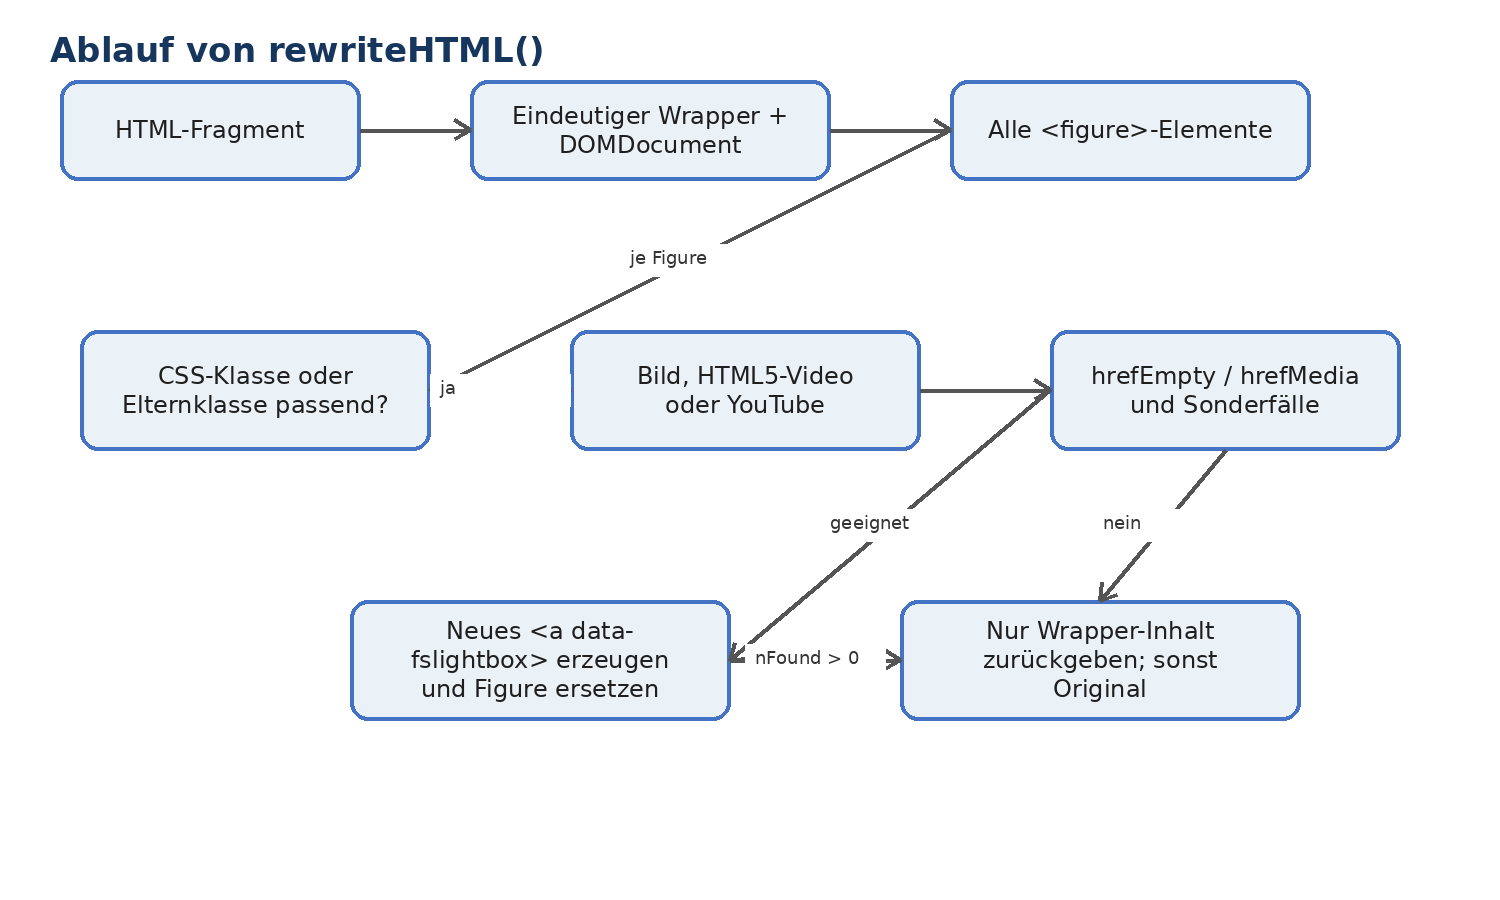 Ablauf von rewriteHTML()
HTML-Fragment
Eindeutiger Wrapper +
DOMDocument
Alle <figure>-Elemente
je Figure
CSS-Klasse oder
Elternklasse passend?
ja
Bild, HTML5-Video
oder YouTube
hrefEmpty / hrefMedia
und Sonderfälle
geeignet
nein
Neues <a data-
fslightbox> erzeugen
und Figure ersetzen
nFound > 0
Nur Wrapper-Inhalt
zurückgeben; sonst
Original